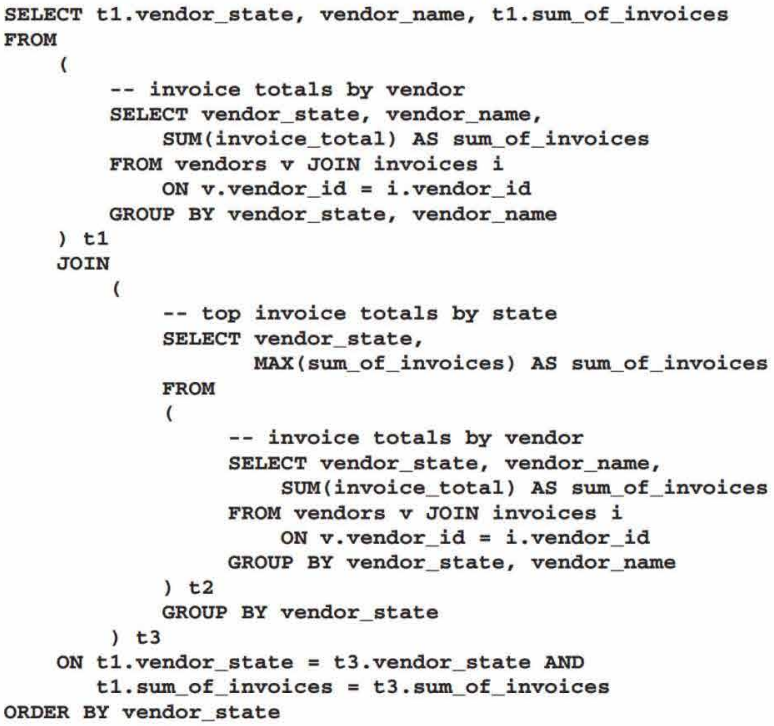 SELECT t1.vendor_state, vendor_name, t1.sum_of_invoices
FROM
    (
        -- invoice totals by vendor
        SELECT vendor_state, vendor_name,
            SUM(invoice_total) AS sum_of_invoices
        FROM vendors v JOIN invoices i
            ON v.vendor_id = i.vendor_id
        GROUP BY vendor_state, vendor_name
    ) t1
    JOIN
        (
            -- top invoice totals by state
            SELECT vendor_state,
                   MAX(sum_of_invoices) AS sum_of_invoices
            FROM
            (
                 -- invoice totals by vendor
                 SELECT vendor_state, vendor_name,
                     SUM(invoice_total) AS sum_of_invoices
                 FROM vendors v JOIN invoices i
                     ON v.vendor_id = i.vendor_id
                 GROUP BY vendor_state, vendor_name
            ) t2
            GROUP BY vendor_state
        ) t3
    ON t1.vendor_state = t3.vendor_state AND
       t1.sum_of_invoices = t3.sum_of_invoices
ORDER BY vendor_state